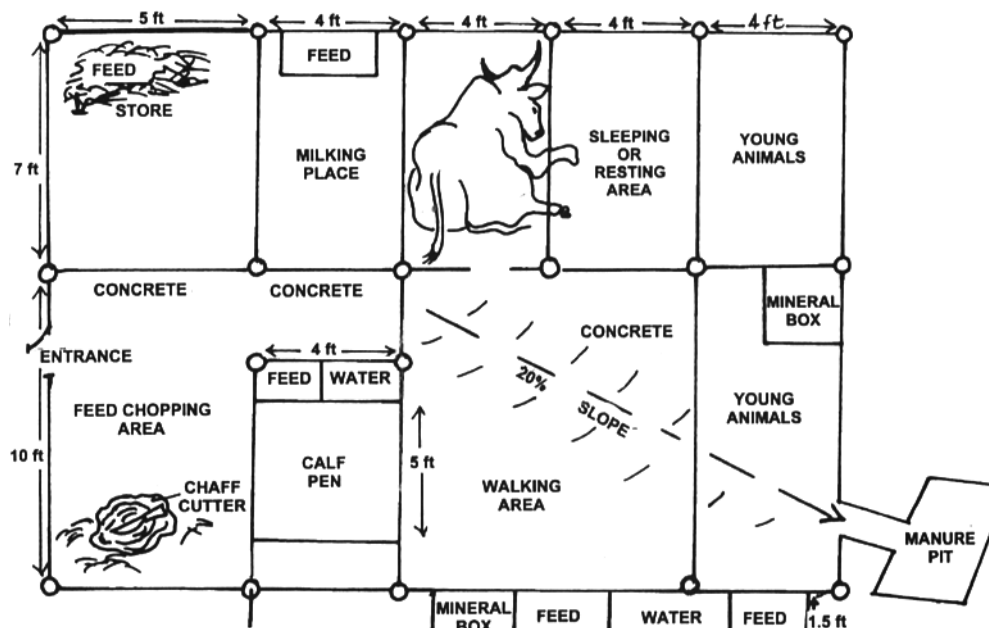 5 ft
4 ft
4 ft
4 ft
4 ft
FEED
STORE
FEED
MILKING
PLACE
SLEEPING
OR
RESTING
AREA
YOUNG
ANIMALS
7 ft
CONCRETE
CONCRETE
CONCRETE
MINERAL
BOX
ENTRANCE
4 ft
FEED
WATER
20%
SLOPE
FEED CHOPPING
AREA
YOUNG
ANIMALS
10 ft
CALF
PEN
5 ft
CHAFF
CUTTER
WALKING
AREA
MANURE
PIT
MINERAL
BOX
FEED
WATER
FEED
1.5 ft